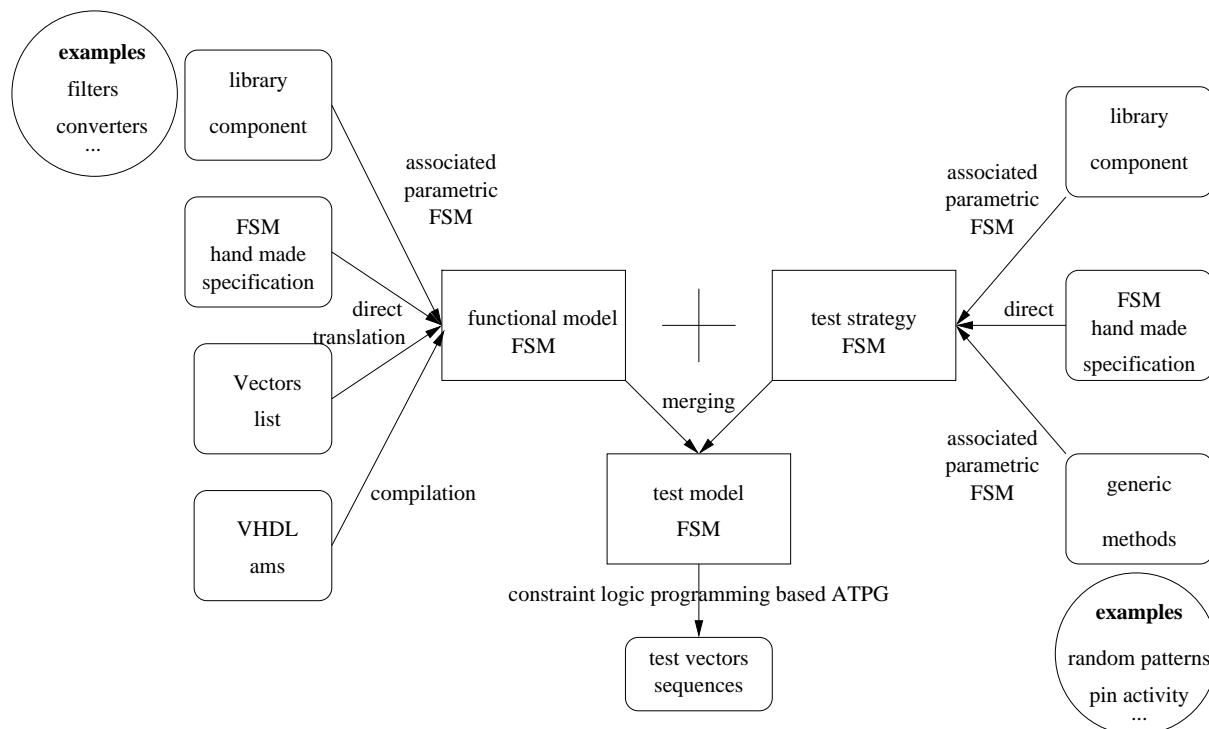 examples
filters
converters
...
library
component
associated
parametric
FSM
FSM
hand made
specification
direct
translation
Vectors
list
VHDL
ams
compilation
functional model
FSM
test strategy
FSM
merging
test model
FSM
constraint logic programming based ATPG
test vectors
sequences
library
component
associated
parametric
FSM
direct
FSM
hand made
specification
associated
parametric
FSM
generic
methods
examples
random patterns
pin activity
...